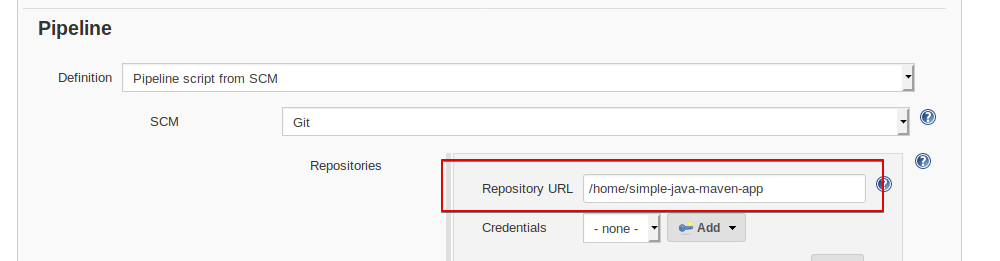 Pipeline
Definition Pipeline script from SCM
SCM Git ?
Repositories ?
Repository URL /home/simple-java-maven-app ?
Credentials - none - Add